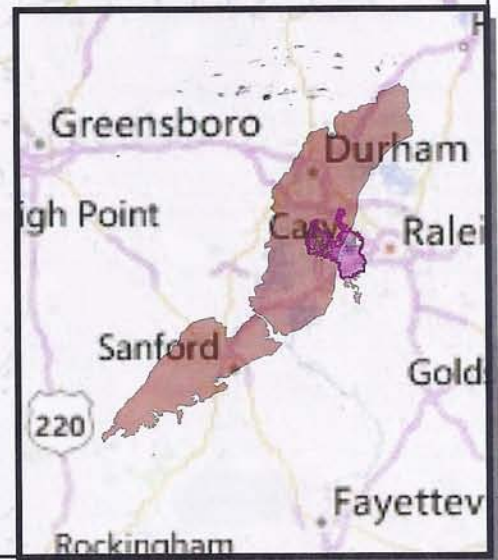 Greensboro
Durham
igh Point
Cary
Ralei
Sanford
Golds
220
Fayettev
Rockingham